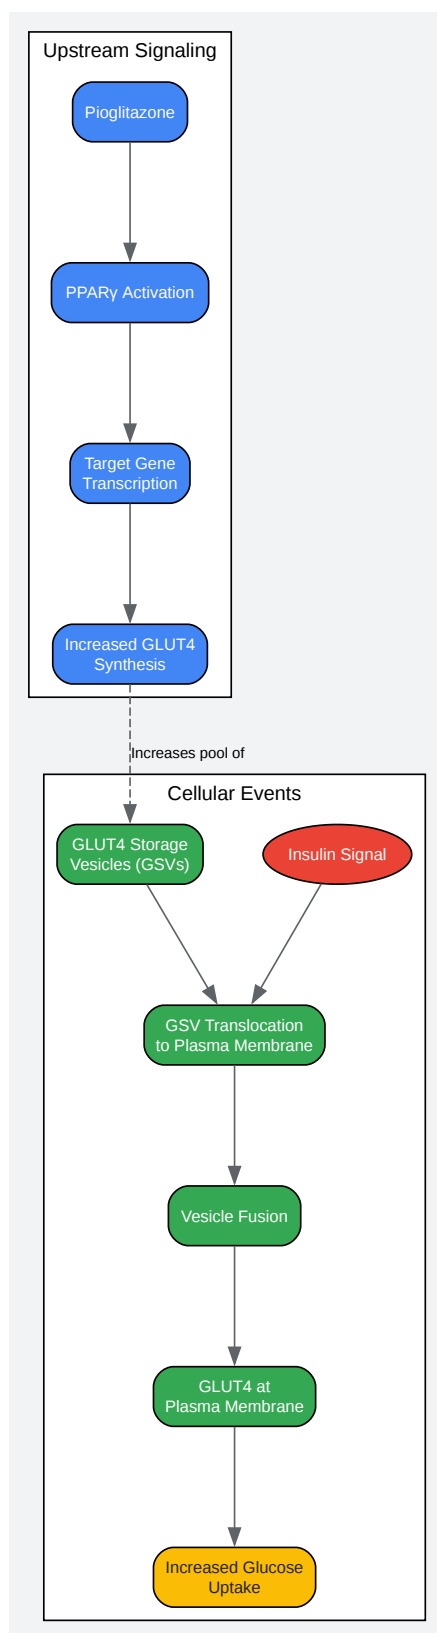 Upstream Signaling
Pioglitazone
PPARγ Activation
Target Gene
Transcription
Increased GLUT4
Synthesis
Increases pool of
Cellular Events
GLUT4 Storage
Vesicles (GSVs)
Insulin Signal
GSV Translocation
to Plasma Membrane
Vesicle Fusion
GLUT4 at
Plasma Membrane
Increased Glucose
Uptake